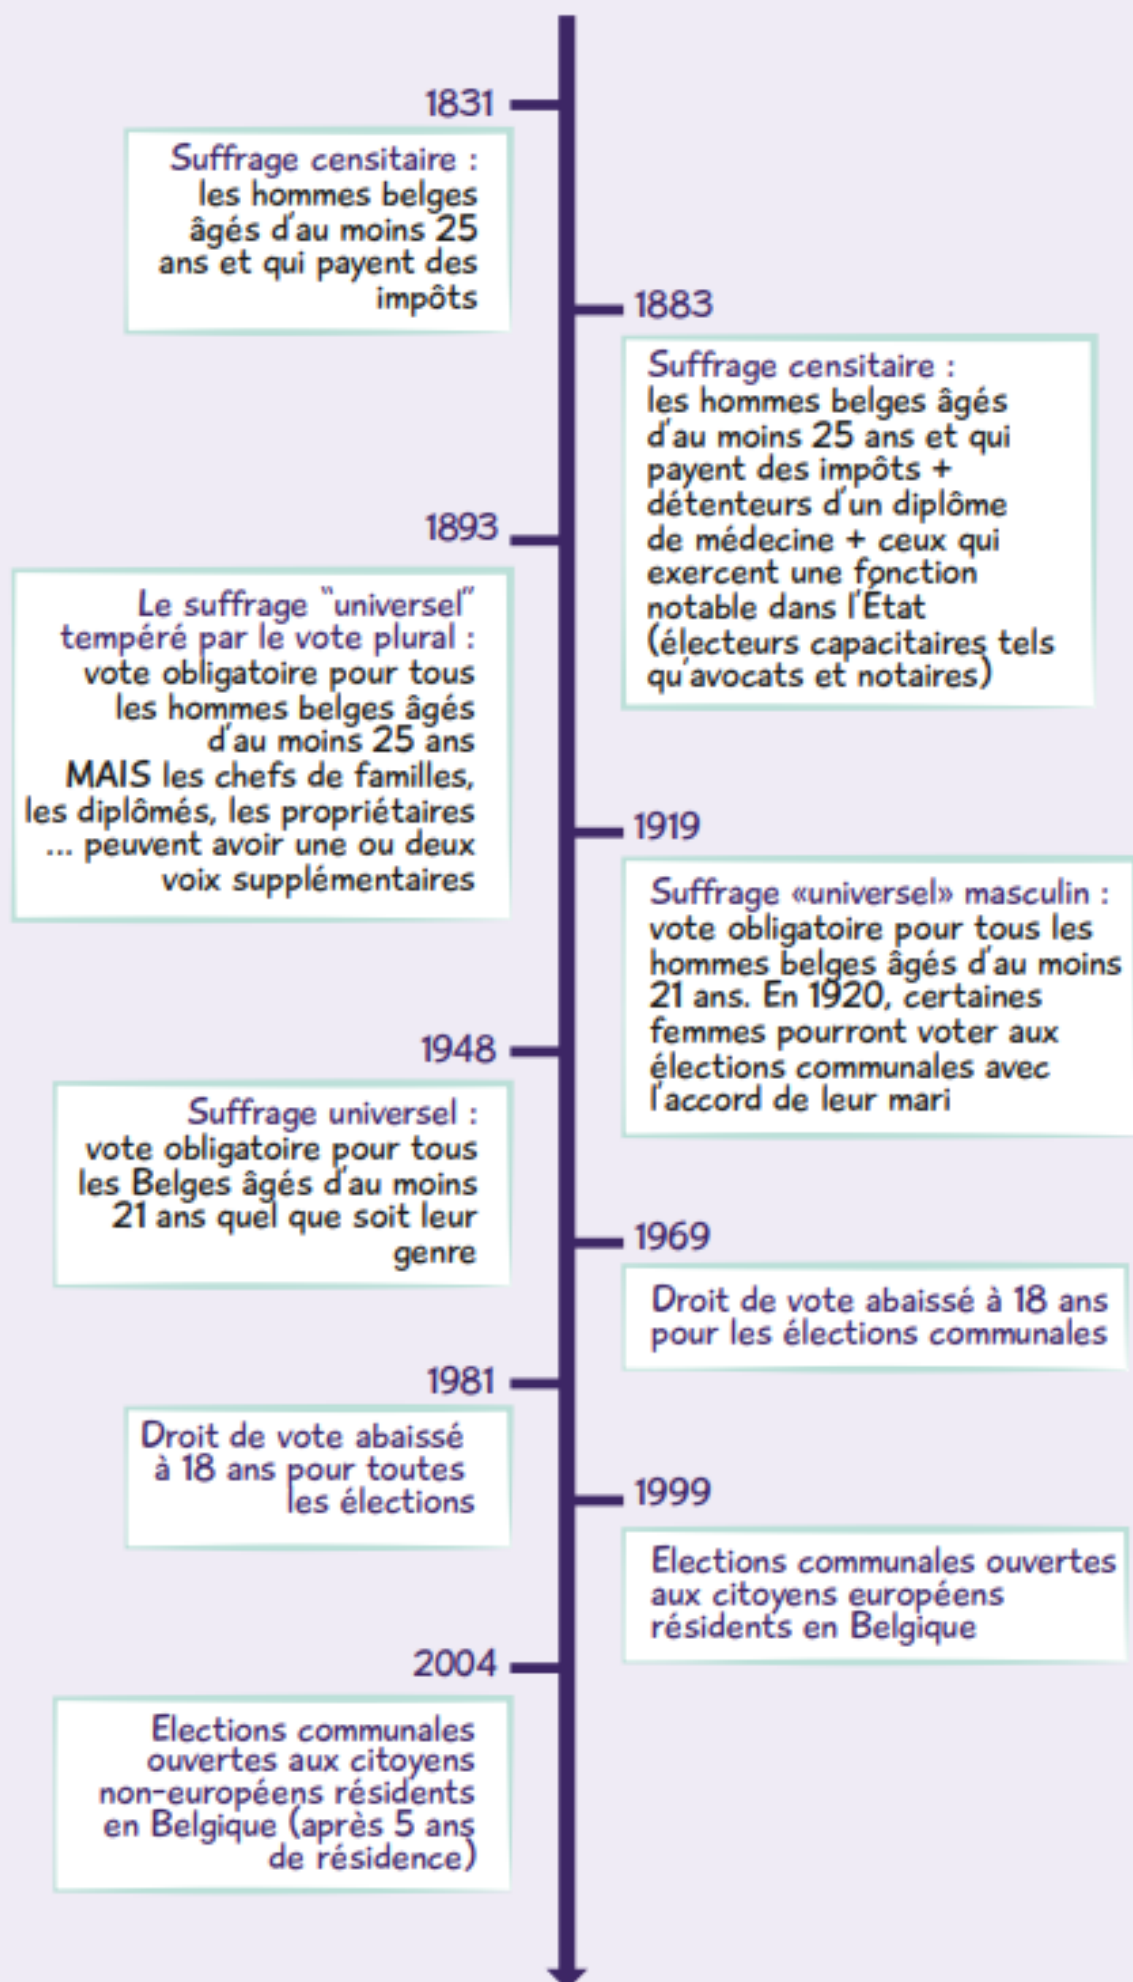 1831
Suffrage censitaire :
les hommes belges
âgés d'au moins 25
ans et qui payent des
impôts
1883
Suffrage censitaire :
les hommes belges âgés
d'au moins 25 ans et qui
payent des impôts +
détenteurs d'un diplôme
de médecine + ceux qui
exercent une fonction
notable dans l'État
(électeurs capacitaires tels
qu'avocats et notaires)
1893
Le suffrage "universel"
tempéré par le vote plural :
vote obligatoire pour tous
les hommes belges âgés
d'au moins 25 ans
MAIS les chefs de familles,
les diplômés, les propriétaires
... peuvent avoir une ou deux
voix supplémentaires
1919
Suffrage «universel» masculin :
vote obligatoire pour tous les
hommes belges âgés d'au moins
21 ans. En 1920, certaines
femmes pourront voter aux
élections communales avec
l'accord de leur mari
1948
Suffrage universel :
vote obligatoire pour tous
les Belges âgés d'au moins
21 ans quel que soit leur
genre
1969
Droit de vote abaissé à 18 ans
pour les élections communales
1981
Droit de vote abaissé
à 18 ans pour toutes
les élections
1999
Elections communales ouvertes
aux citoyens européens
résidents en Belgique
2004
Elections communales
ouvertes aux citoyens
non-européens résidents
en Belgique (après 5 ans
de résidence)